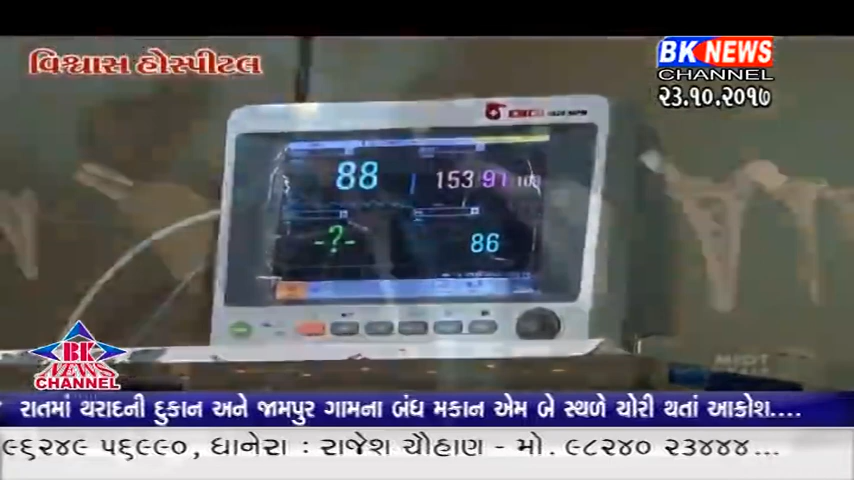 વિશ્વાસ હોસ્પીટલ
BK NEWS
CHANNEL
૨૩.૧૦.૨૦૧૭
88
153 91
-?-
86
BK
NEWS
CHANNEL
રાતમાં થરાદની દુકાન અને જામપુર ગામના બંધ મકાન એમ બે સ્થળે ચોરી થતાં આક્રોશ....
૯૬૨૪૯ ૫૬૯૯૦, ધાનેરા : રાજેશ ચૌહાણ - મો. ૯૮૨૪૦ ૨૩૪૪૪...